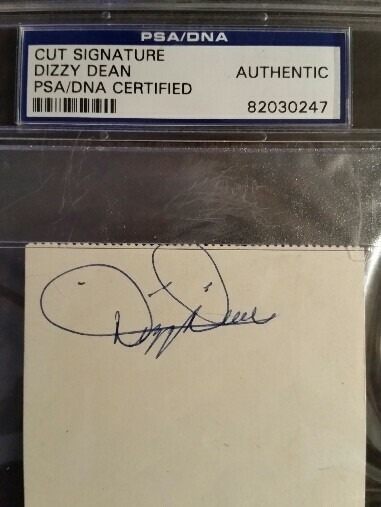 PSA/DNA
CUT SIGNATURE
DIZZY DEAN AUTHENTIC
PSA/DNA CERTIFIED
82030247
Dizzy Dean